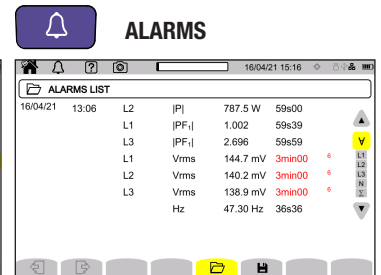 ALARMS
?
16/04/21 15:16
ALARMS LIST
16/04/21 13:06 L2 |P| 787.5 W 59s00
L1 |PF₁| 1.002 59s39
L3 |PF₁| 2.696 59s59
L1 Vrms 144.7 mV 3min00 6
L2 Vrms 140.2 mV 3min00 6
L3 Vrms 138.9 mV 3min00 6
Hz 47.30 Hz 36s36
∀
L1
L2
L3
N
Σ